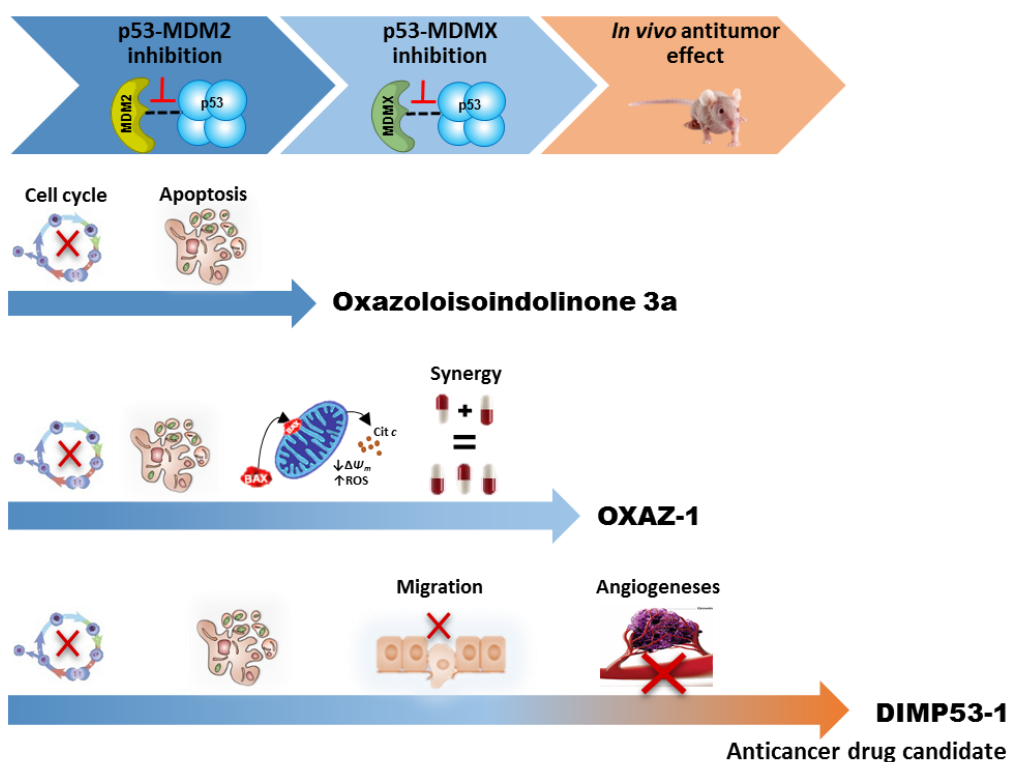 p53-MDM2
inhibition
p53-MDMX
inhibition
In vivo antitumor
effect
MDM2
p53
MDMX
p53
Cell cycle
Apoptosis
Oxazoloisoindolinone 3a
Synergy
+
=
Cit c
BAX
↓ΔΨm
↑ROS
BAX
OXAZ-1
Migration
Angiogeneses
DIMP53-1
Anticancer drug candidate